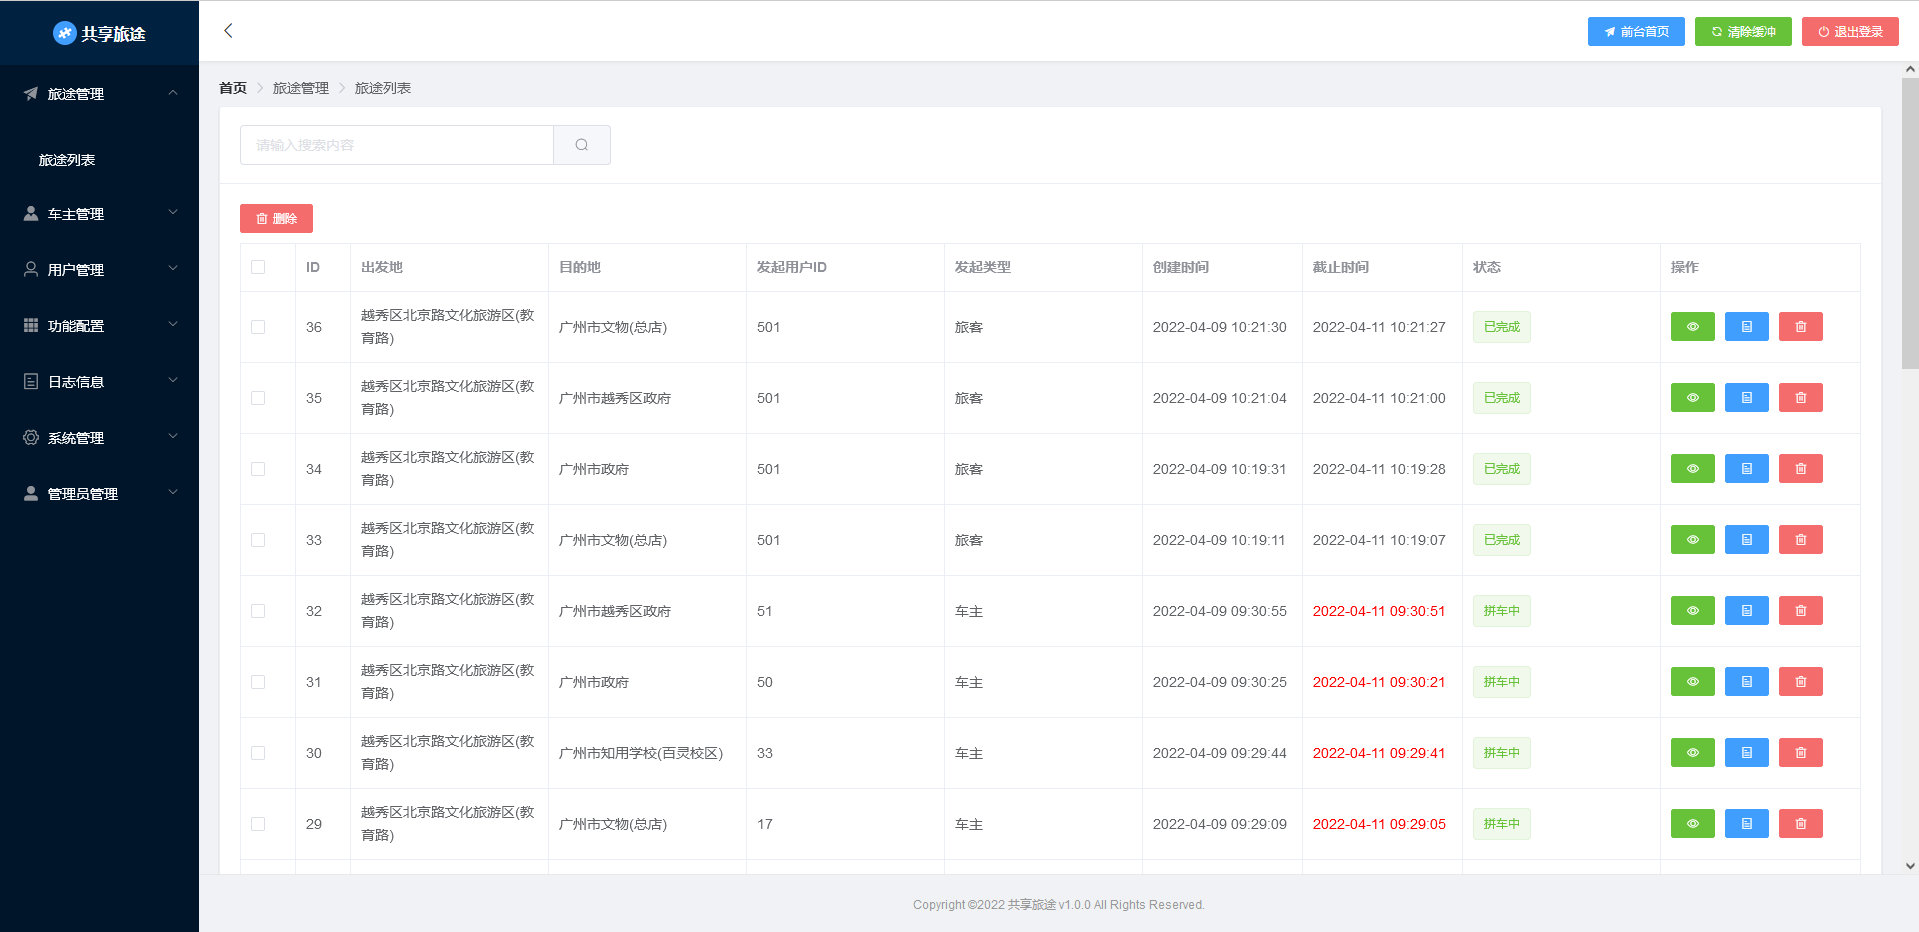 共享旅途
前台首页
清除缓冲
退出登录
旅途管理
旅途列表
车主管理
用户管理
功能配置
日志信息
系统管理
管理员管理
首页 旅途管理 旅途列表
请输入搜索内容
删除
ID 出发地 目的地 发起用户ID 发起类型 创建时间 截止时间 状态 操作
36 越秀区北京路文化旅游区(教 广州市文物(总店) 501 旅客 2022-04-09 10:21:30 2022-04-11 10:21:27 已完成
育路)
35 越秀区北京路文化旅游区(教 广州市越秀区政府 501 旅客 2022-04-09 10:21:04 2022-04-11 10:21:00 已完成
育路)
34 越秀区北京路文化旅游区(教 广州市政府 501 旅客 2022-04-09 10:19:31 2022-04-11 10:19:28 已完成
育路)
33 越秀区北京路文化旅游区(教 广州市文物(总店) 501 旅客 2022-04-09 10:19:11 2022-04-11 10:19:07 已完成
育路)
32 越秀区北京路文化旅游区(教 广州市越秀区政府 51 车主 2022-04-09 09:30:55 2022-04-11 09:30:51 拼车中
育路)
31 越秀区北京路文化旅游区(教 广州市政府 50 车主 2022-04-09 09:30:25 2022-04-11 09:30:21 拼车中
育路)
30 越秀区北京路文化旅游区(教 广州市知用学校(百灵校区) 33 车主 2022-04-09 09:29:44 2022-04-11 09:29:41 拼车中
育路)
29 越秀区北京路文化旅游区(教 广州市文物(总店) 17 车主 2022-04-09 09:29:09 2022-04-11 09:29:05 拼车中
育路)
Copyright ©2022 共享旅途 v1.0.0 All Rights Reserved.